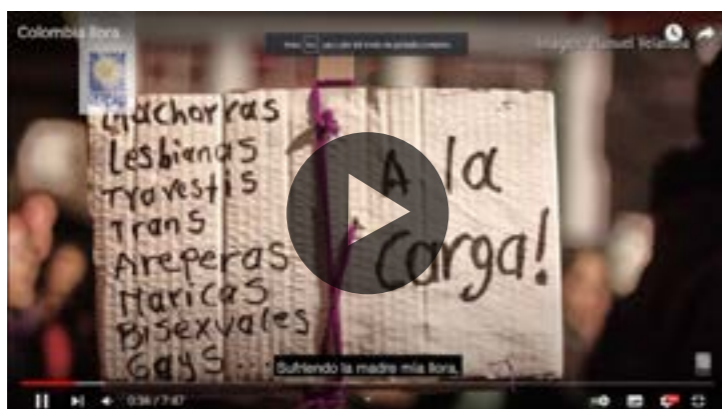 Colombia llora
Machorras
Lesbianas
Travestis
Trans
Areperas
Maricas
Bisexuales
Gays...
A la
Carga!
Sufriendo la madre mía llora,
0:36 / 7:47